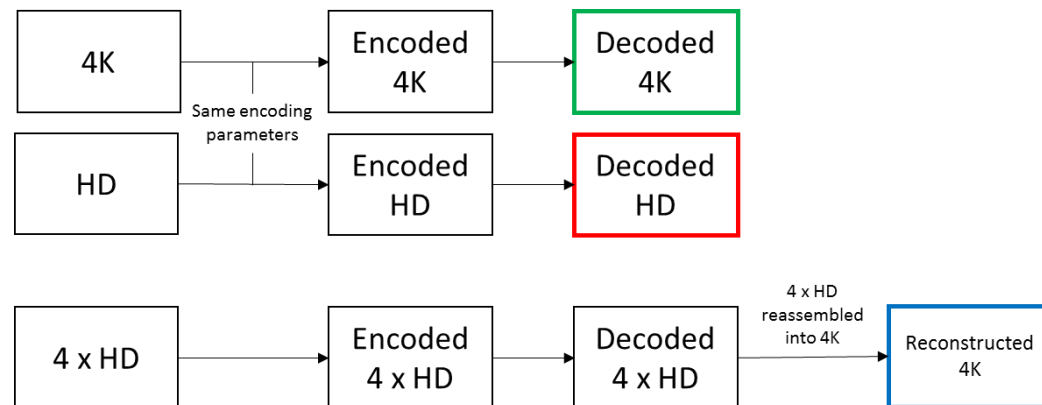 4K
Encoded
4K
Decoded
4K
Same encoding
parameters
HD
Encoded
HD
Decoded
HD
4 x HD
Encoded
4 x HD
Decoded
4 x HD
4 x HD
reassembled
into 4K
Reconstructed
4K